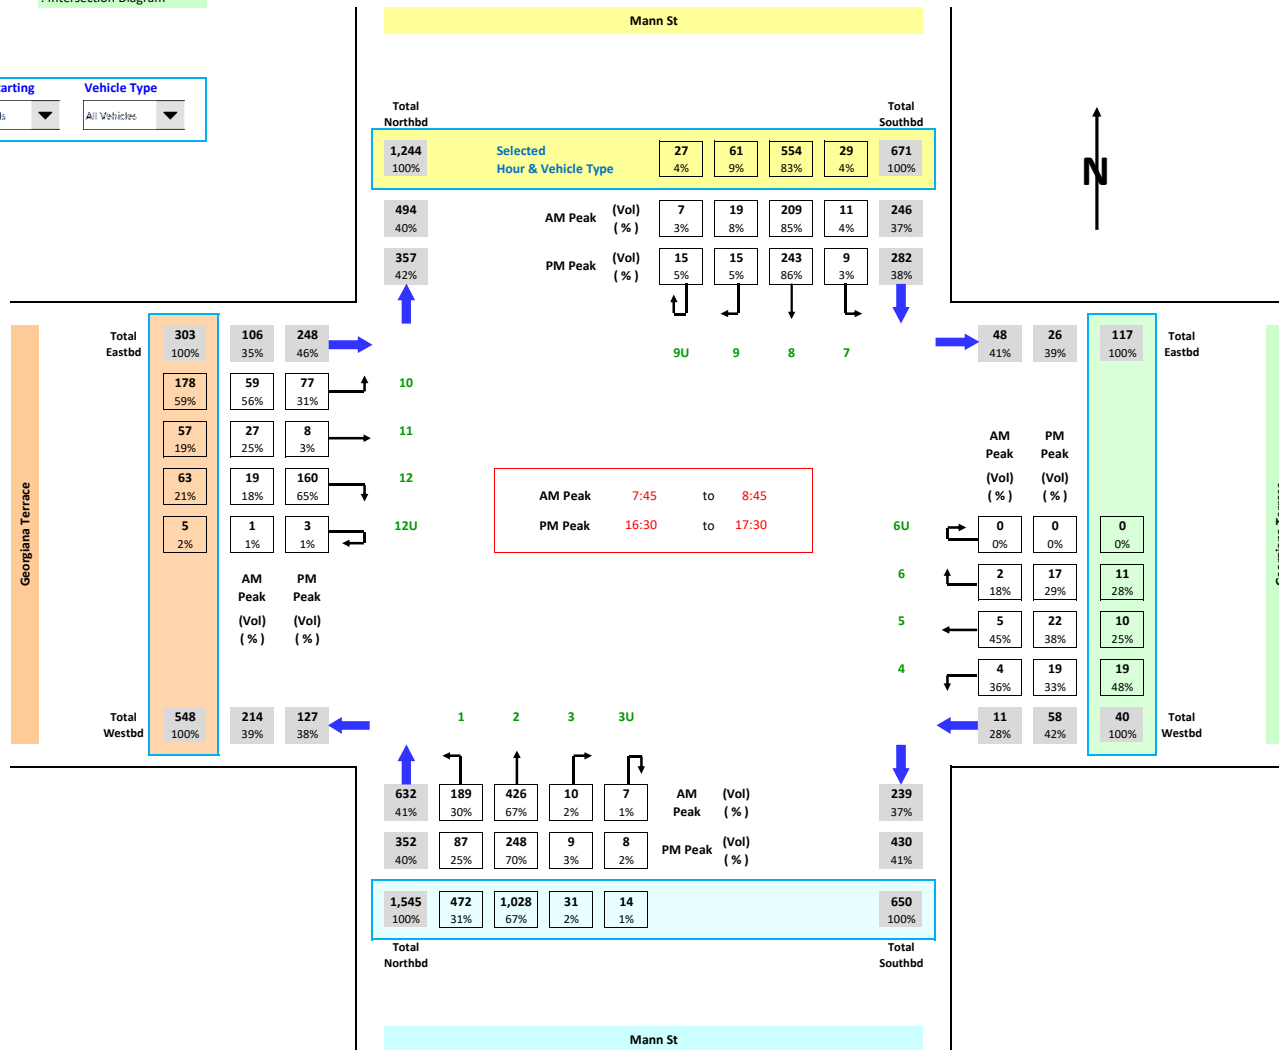 : Intersection Diagram
Mann St
Vehicle Type
All Vehicles
Total Northbd
Total Southbd
1,244 Selected 27 61 554 29 671
100% Hour & Vehicle Type 4% 9% 83% 4% 100%
494 AM Peak (Vol) 7 19 209 11 246
40% (%) 3% 8% 85% 4% 37%
357 PM Peak (Vol) 15 15 243 9 282
42% (%) 5% 5% 86% 3% 38%
N
9U 9 8 7
Total Eastbd 303 106 248
100% 35% 46%
178 59 77 10
59% 56% 31%
57 27 8 11
19% 25% 3%
63 19 160 12
21% 18% 65%
5 1 3 12U
2% 1% 1%
AM Peak PM Peak
(Vol) (Vol)
(%) (%)
Georgiana Terrace
Total Westbd 548 214 127
100% 39% 38%
AM Peak 7:45 to 8:45
PM Peak 16:30 to 17:30
48 26 117 Total Eastbd
41% 39% 100%
AM Peak PM Peak
(Vol) (Vol)
(%) (%)
6U 0 0 0
0% 0% 0%
6 2 17 11
18% 29% 28%
5 5 22 10
45% 38% 25%
4 4 19 19
36% 33% 48%
11 58 40 Total Westbd
28% 42% 100%
1 2 3 3U
632 189 426 10 7 AM Peak (Vol) 239
41% 30% 67% 2% 1% (%) 37%
352 87 248 9 8 PM Peak (Vol) 430
40% 25% 70% 3% 2% (%) 41%
1,545 472 1,028 31 14 650
100% 31% 67% 2% 1% 100%
Total Northbd
Total Southbd
Mann St